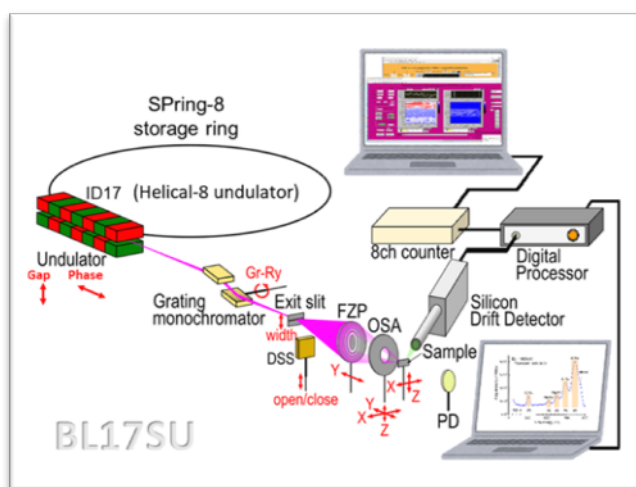 SPring-8
storage ring
ID17 (Helical-8 undulator)
Undulator
Gap Phase
Grating
monochromator
Gr-Ry
Exit slit
width
DSS
open/close
FZP
Y
OSA
X Y
Z
Sample
X
Z
PD
8ch counter
Digital
Processor
Silicon
Drift Detector
BL17SU